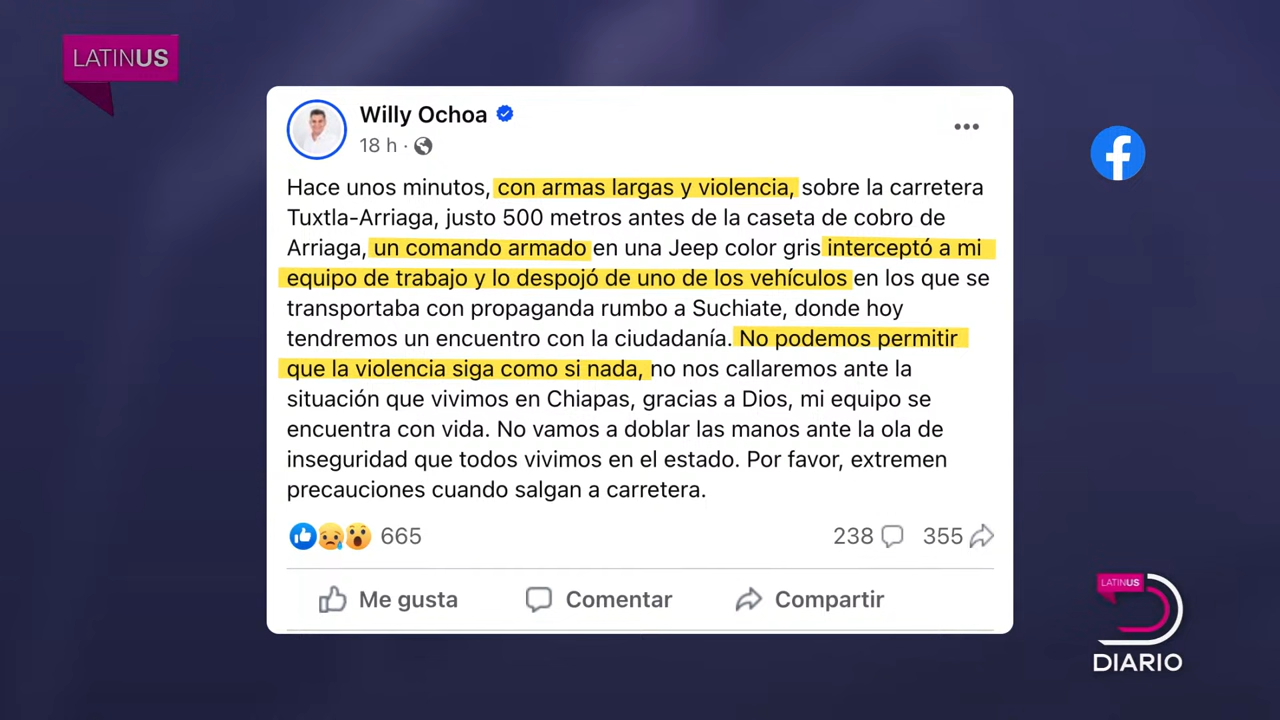 LATINUS
Willy Ochoa
18 h ·
Hace unos minutos, con armas largas y violencia, sobre la carretera
Tuxtla-Arriaga, justo 500 metros antes de la caseta de cobro de
Arriaga, un comando armado en una Jeep color gris interceptó a mi
equipo de trabajo y lo despojó de uno de los vehículos en los que se
transportaba con propaganda rumbo a Suchiate, donde hoy
tendremos un encuentro con la ciudadanía. No podemos permitir
que la violencia siga como si nada, no nos callaremos ante la
situación que vivimos en Chiapas, gracias a Dios, mi equipo se
encuentra con vida. No vamos a doblar las manos ante la ola de
inseguridad que todos vivimos en el estado. Por favor, extremen
precauciones cuando salgan a carretera.
665
238 355
Me gusta Comentar Compartir
LATINUS
DIARIO